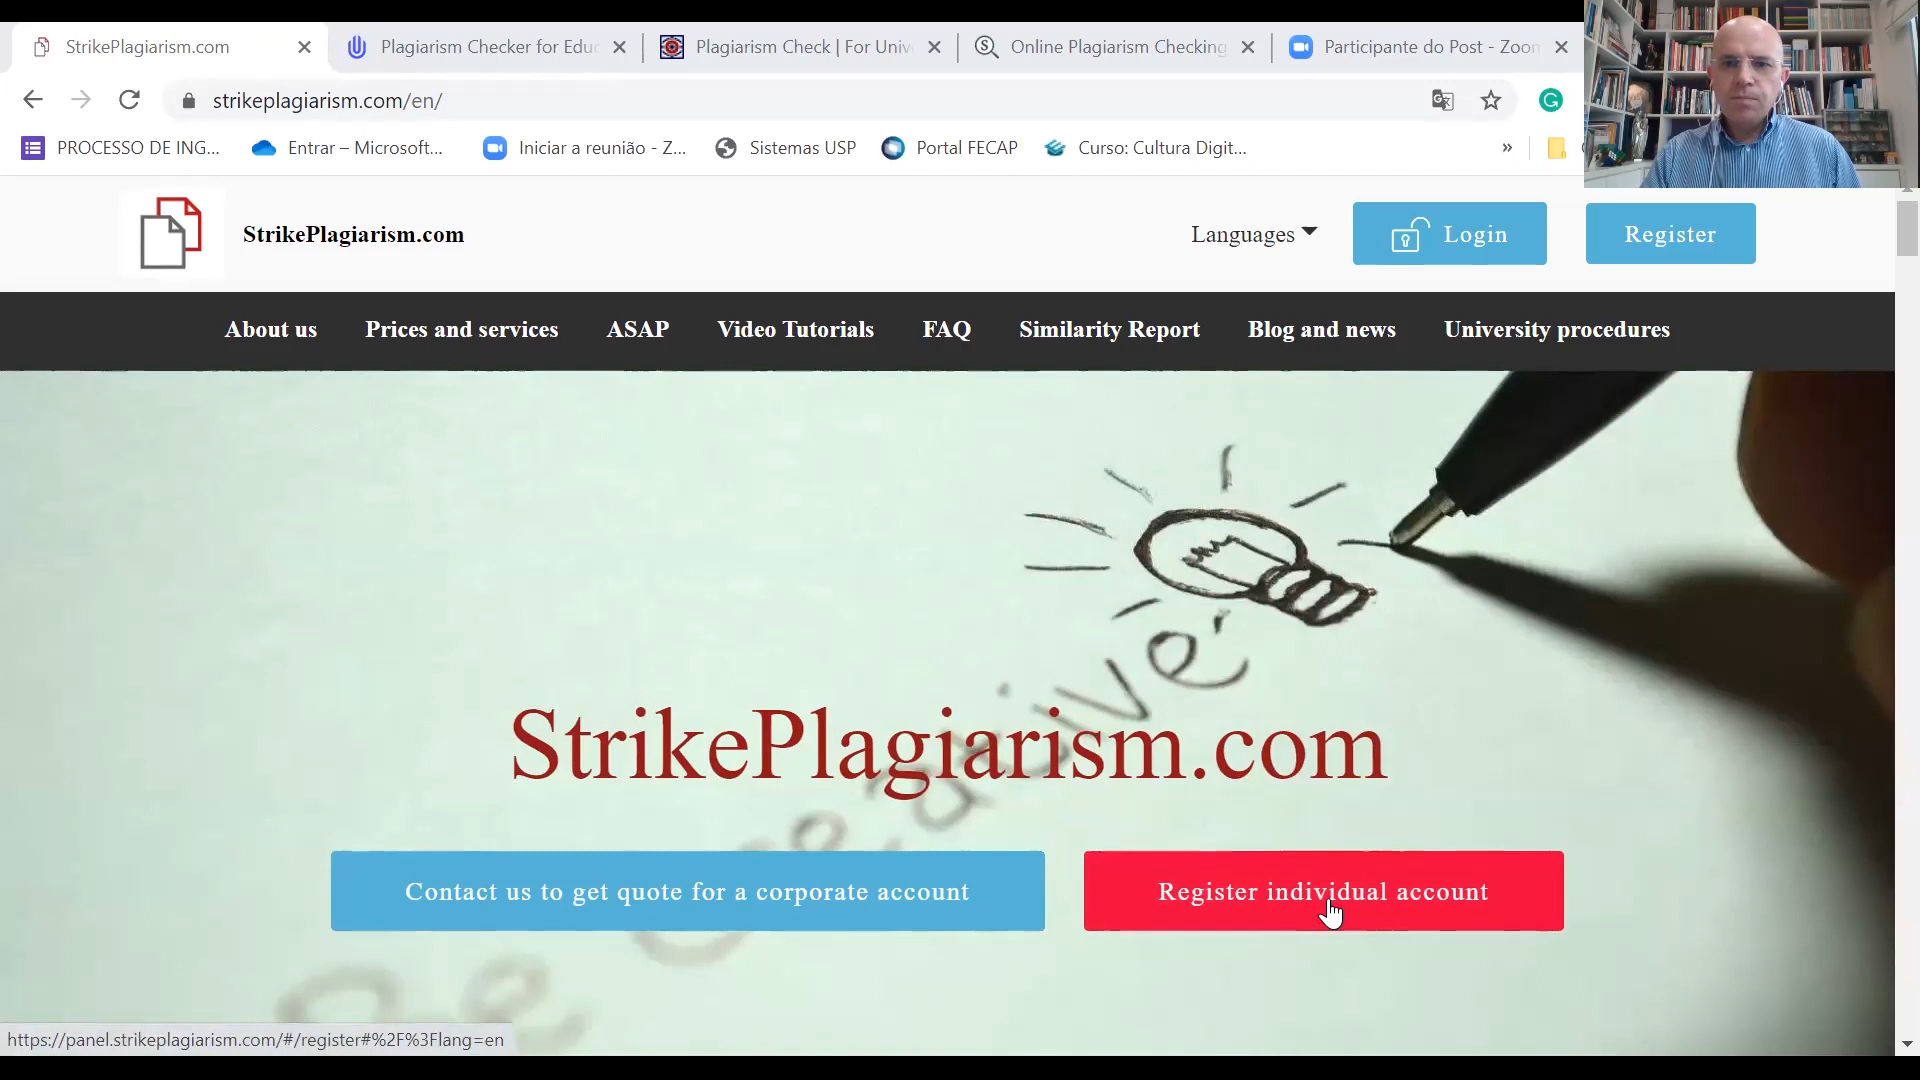 StrikePlagiarism.com
Plagiarism Checker for Educ
Plagiarism Check | For Univ
Online Plagiarism Checking
Participante do Post - Zoom
strikeplagiarism.com/en/
PROCESSO DE ING...
Entrar – Microsoft...
Iniciar a reunião - Z...
Sistemas USP
Portal FECAP
Curso: Cultura Digit...
»
StrikePlagiarism.com
Languages
Login
Register
About us
Prices and services
ASAP
Video Tutorials
FAQ
Similarity Report
Blog and news
University procedures
StrikePlagiarism.com
Be Creative
Contact us to get quote for a corporate account
Register individual account
https://panel.strikeplagiarism.com/#/register#%2F%3Flang=en